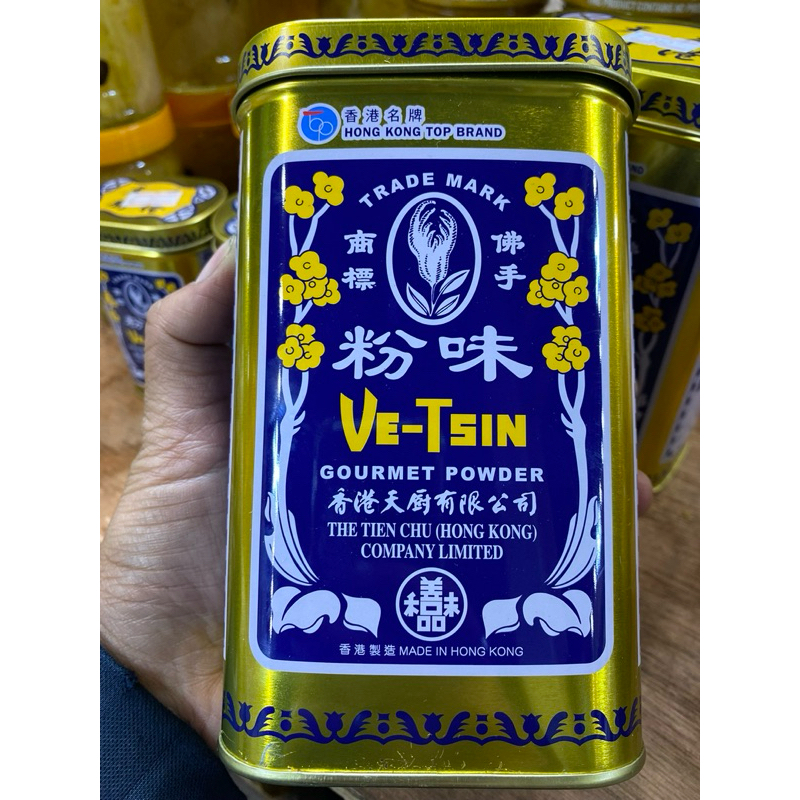 香港名牌
HONG KONG TOP BRAND
TRADE MARK
商標 佛手
粉味
VE-TSIN
GOURMET POWDER
香港天厨有限公司
THE TIEN CHU (HONG KONG)
COMPANY LIMITED
香港製造 MADE IN HONG KONG